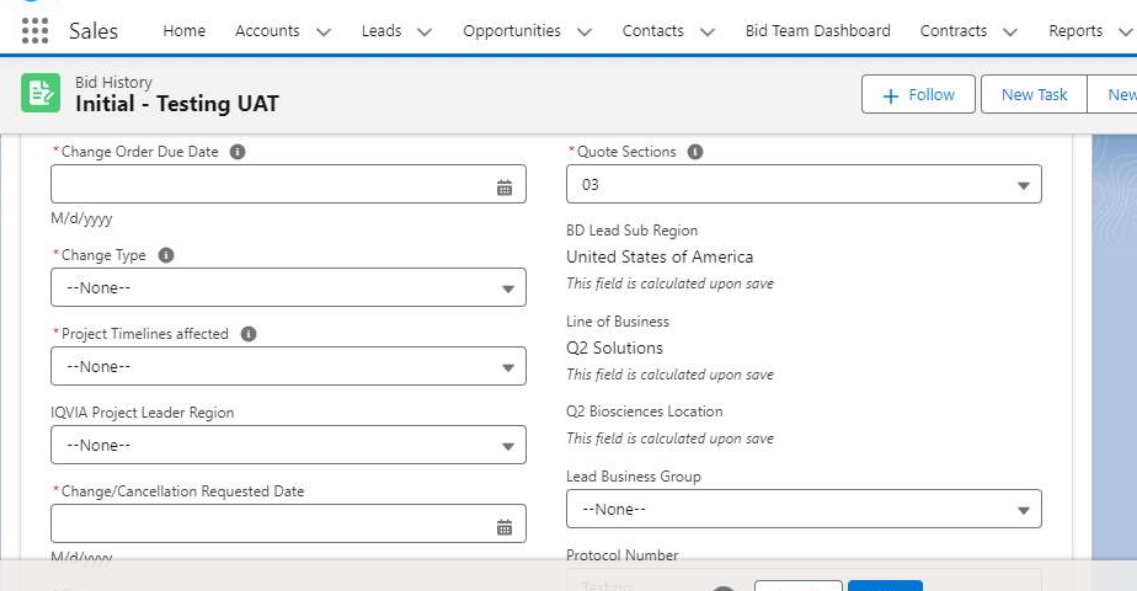 Sales Home Accounts Leads Opportunities Contacts Bid Team Dashboard Contracts Reports
Bid History
Initial - Testing UAT
+ Follow New Task New
*Change Order Due Date
M/d/yyyy
*Change Type
--None--
*Project Timelines affected
--None--
IQVIA Project Leader Region
--None--
*Change/Cancellation Requested Date
M/d/yyyy
*Quote Sections
03
BD Lead Sub Region
United States of America
This field is calculated upon save
Line of Business
Q2 Solutions
This field is calculated upon save
Q2 Biosciences Location
This field is calculated upon save
Lead Business Group
--None--
Protocol Number
Testing